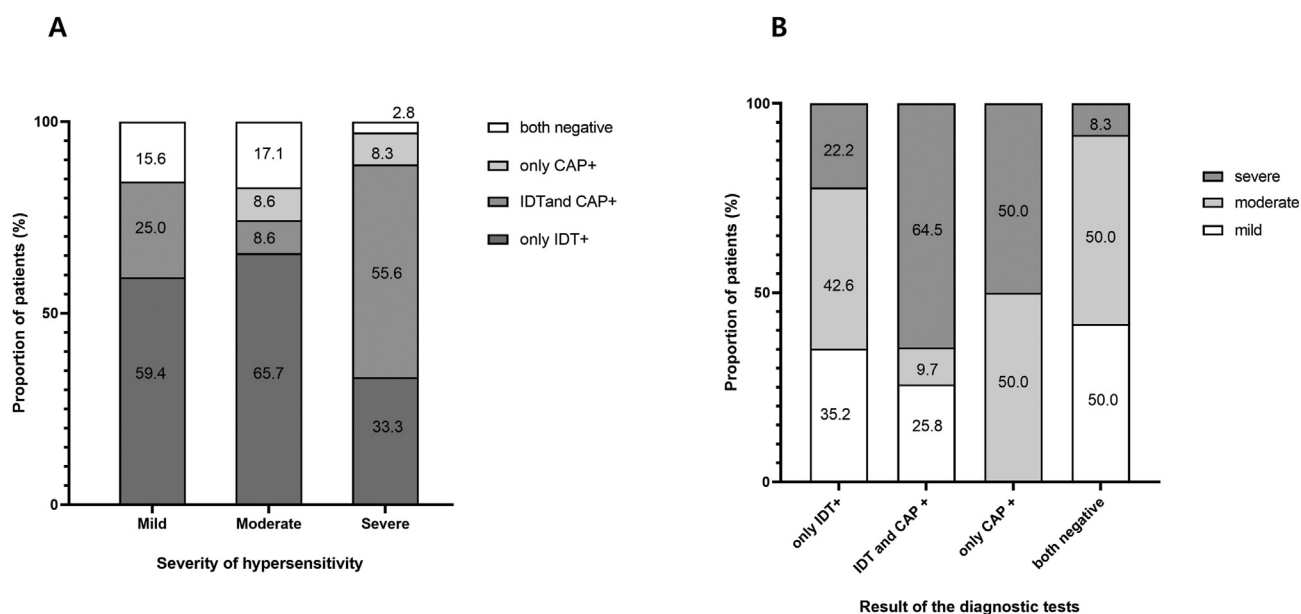 A
Proportion of patients (%)
100
50
0
15.6
25.0
59.4
17.1
8.6
8.6
65.7
2.8
8.3
55.6
33.3
Mild
Moderate
Severe
Severity of hypersensitivity
both negative
only CAP+
IDTand CAP+
only IDT+
B
Proportion of patients (%)
100
50
0
22.2
42.6
35.2
64.5
9.7
25.8
50.0
50.0
8.3
50.0
50.0
only IDT+
IDT and CAP +
only CAP +
both negative
Result of the diagnostic tests
severe
moderate
mild